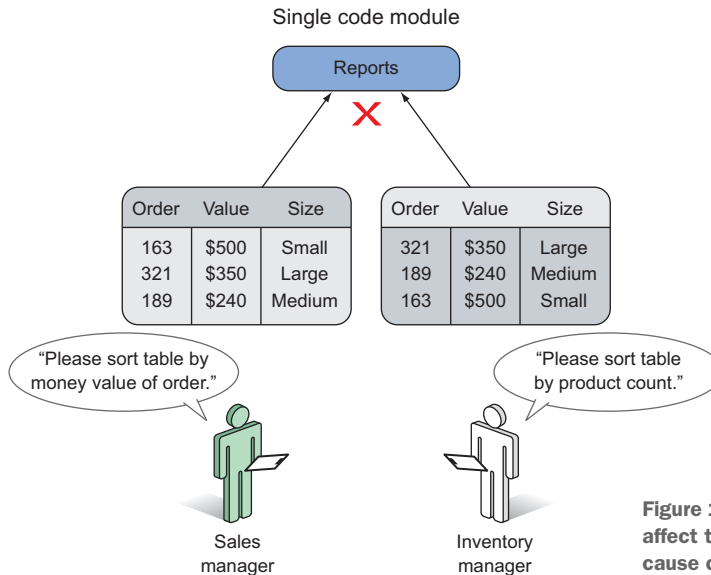 Single code module
Reports
Order Value Size
163 $500 Small
321 $350 Large
189 $240 Medium
Order Value Size
321 $350 Large
189 $240 Medium
163 $500 Small
“Please sort table by
money value of order.”
“Please sort table
by product count.”
Sales
manager
Inventory
manager
Figure
affect
cause